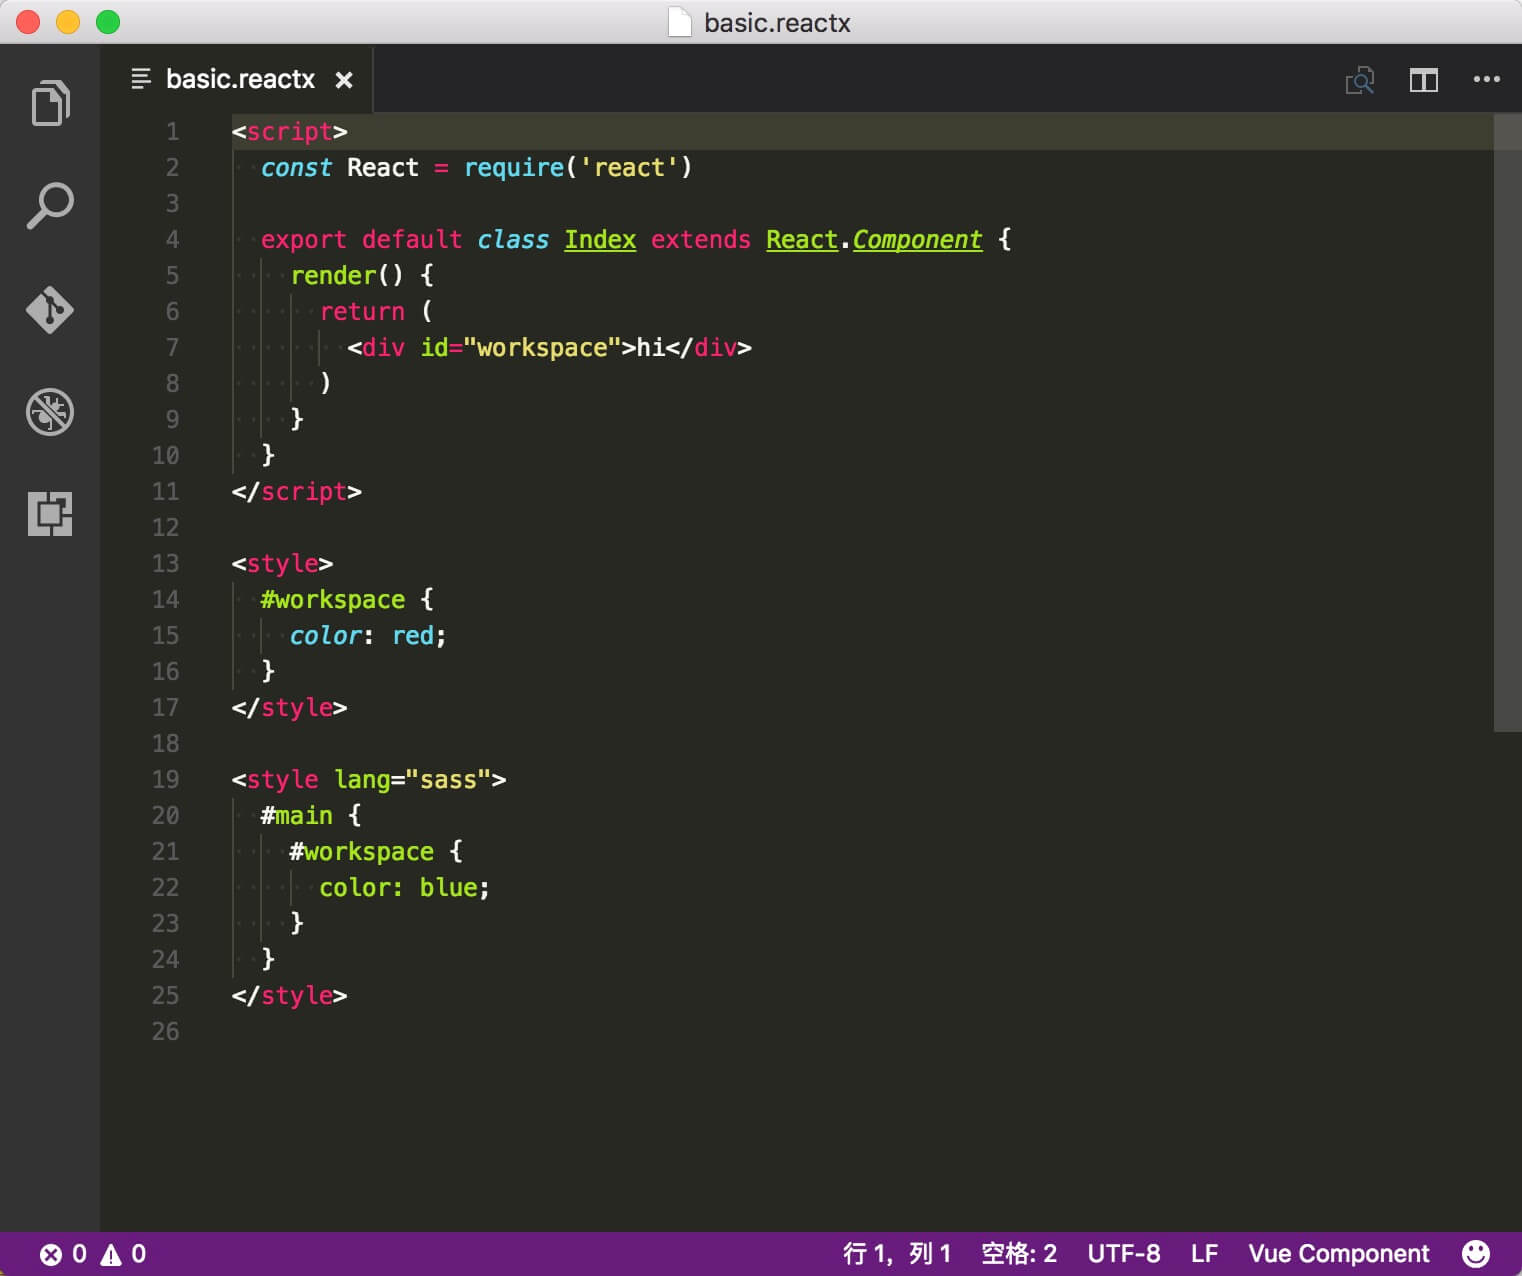 basic.reactx
basic.reactx
1 <script>
2   const React = require('react')
3
4   export default class Index extends React.Component {
5     render() {
6       return (
7         <div id="workspace">hi</div>
8       )
9     }
10   }
11 </script>
12
13 <style>
14   #workspace {
15     color: red;
16   }
17 </style>
18
19 <style lang="sass">
20   #main {
21     #workspace {
22       color: blue;
23     }
24   }
25 </style>
26
0 0 行 1，列 1 空格: 2 UTF-8 LF Vue Component